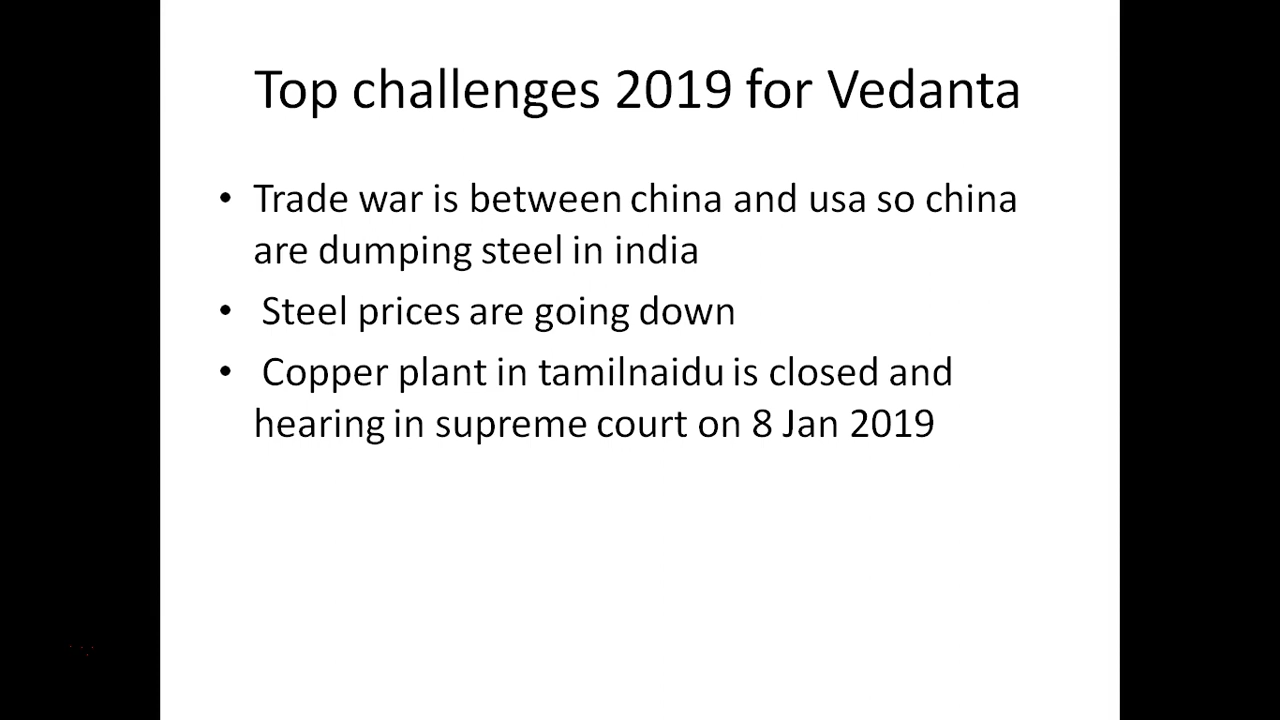 Top challenges 2019 for Vedanta
• Trade war is between china and usa so china
are dumping steel in india
• Steel prices are going down
• Copper plant in tamilnaidu is closed and
hearing in supreme court on 8 Jan 2019